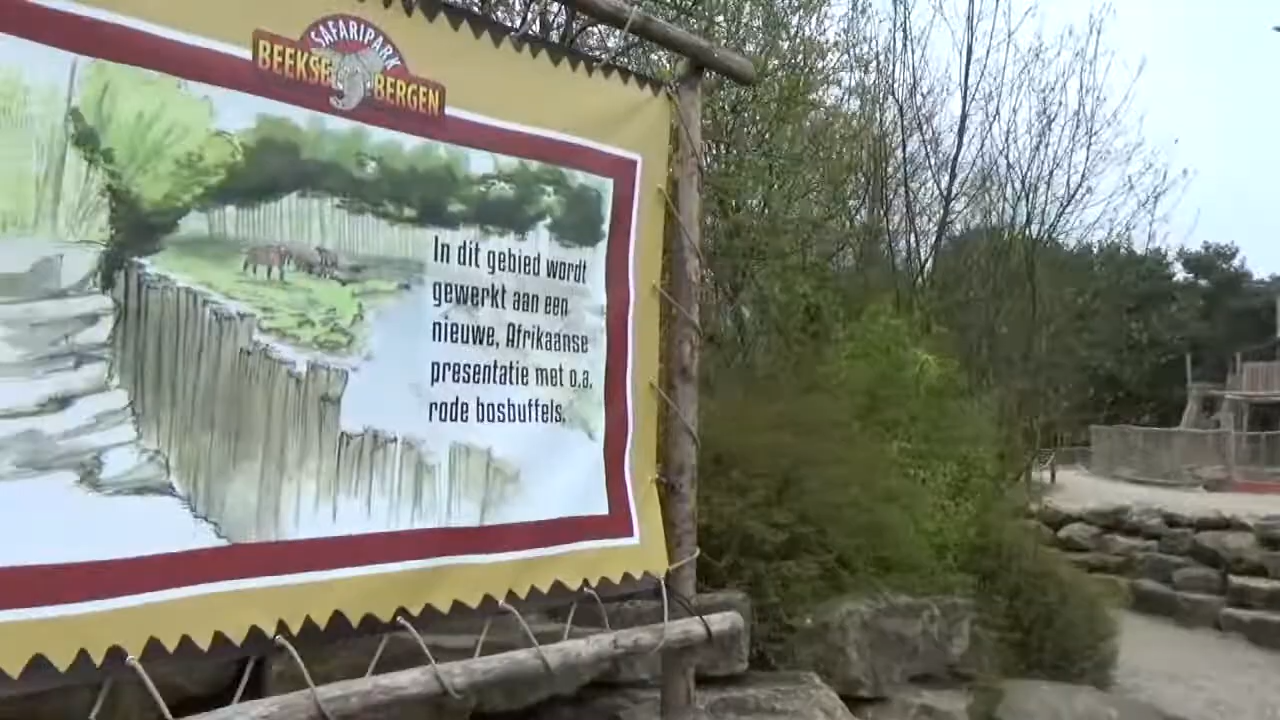 SAFARIPARK
BEEKSE BERGEN
In dit gebied wordt
gewerkt aan een
nieuwe, Afrikaanse
presentatie met o.a.
rode bosbuffels.